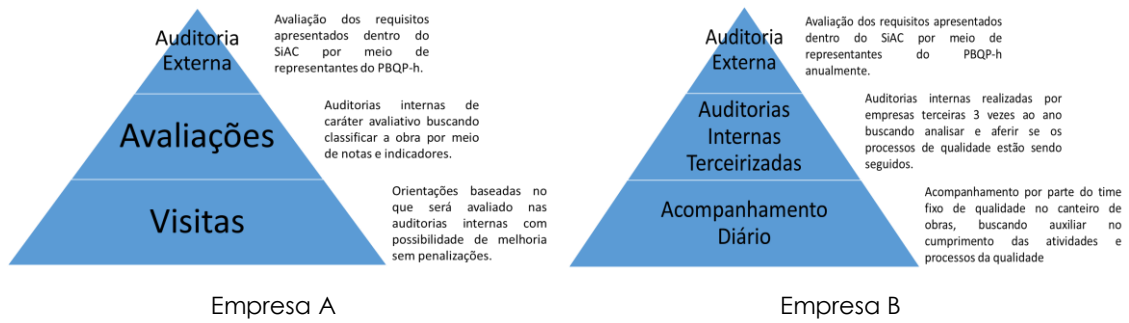 Auditoria
Externa
Avaliação dos requisitos
apresentados dentro do
SiAC por meio de
representantes do PBQP-h.
Avaliações
Auditorias internas de
caráter avaliativo buscando
classificar a obra por meio
de notas e indicadores.
Visitas
Orientações baseadas no
que será avaliado nas
auditorias internas com
possibilidade de melhoria
sem penalizações.
Empresa A
Auditoria
Externa
Avaliação dos requisitos
apresentados dentro do
SiAC por meio de
representantes do PBQP-h
anualmente.
Auditorias
Internas
Terceirizadas
Auditorias internas realizadas por
empresas terceiras 3 vezes ao ano
buscando analisar e aferir se os
processos de qualidade estão sendo
seguidos.
Acompanhamento
Diário
Acompanhamento por parte do time
fixo de qualidade no canteiro de
obras, buscando auxiliar no
cumprimento das atividades e
processos da qualidade
Empresa B